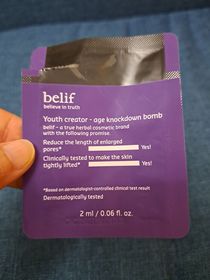 belif
believe in truth
Youth creator - age knockdown bomb
belif - a true herbal cosmetic brand
with the following promise.
Reduce the length of enlarged
pores* Yes!
Clinically tested to make the skin
tightly lifted* Yes!
*Based on dermatologist-controlled clinical test result
Dermatologically tested
2 ml / 0.06 fl. oz.